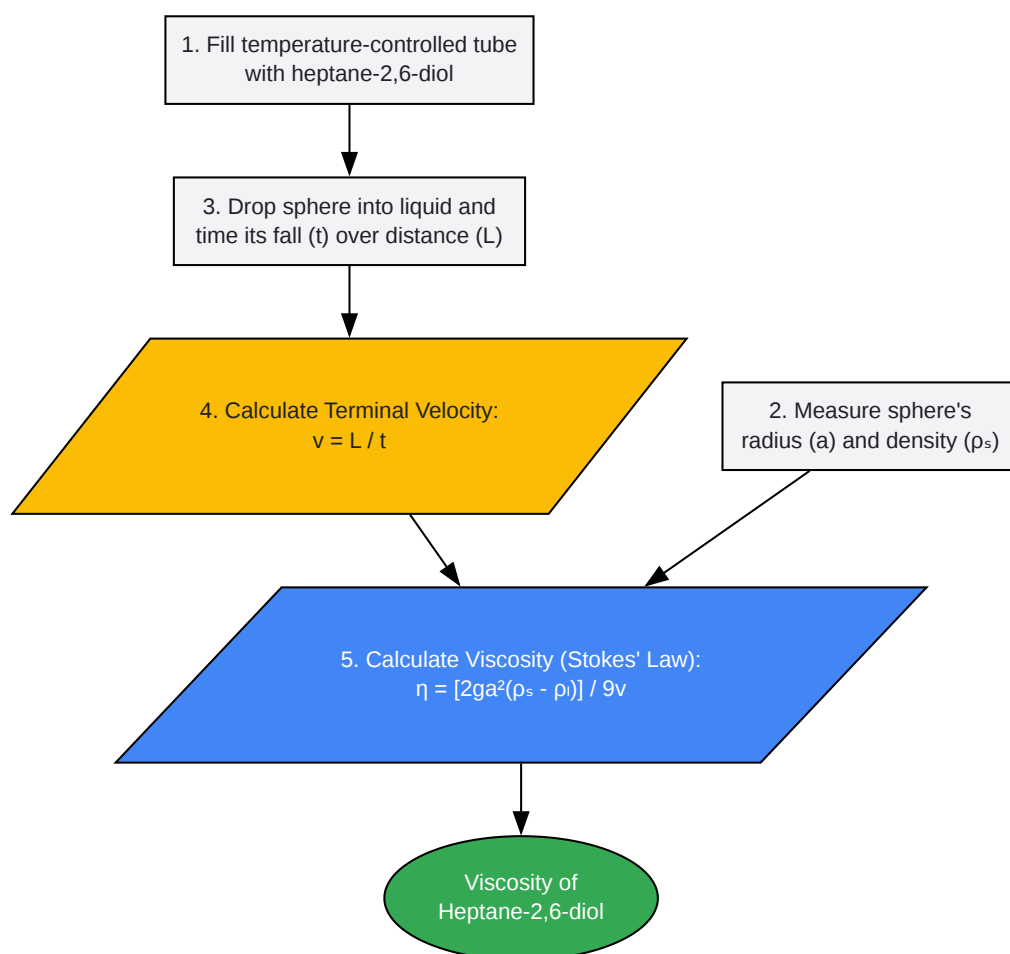 1. Fill temperature-controlled tube
with heptane-2,6-diol
3. Drop sphere into liquid and
time its fall (t) over distance (L)
4. Calculate Terminal Velocity:
v = L / t
2. Measure sphere's
radius (a) and density (ρₛ)
5. Calculate Viscosity (Stokes' Law):
η = [2ga²(ρₛ - ρₗ)] / 9v
Viscosity of
Heptane-2,6-diol